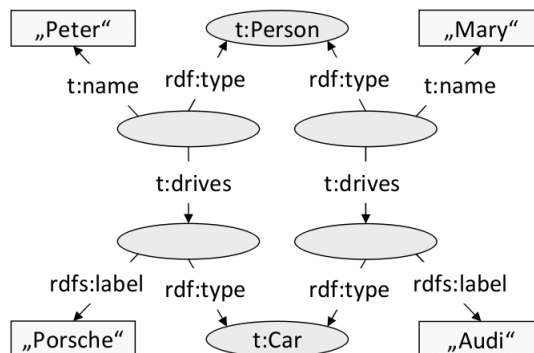 „Peter“ t:Person „Mary“
t:name rdf:type rdf:type t:name
t:drives t:drives
rdfs:label rdf:type rdf:type rdfs:label
„Porsche“ t:Car „Audi“